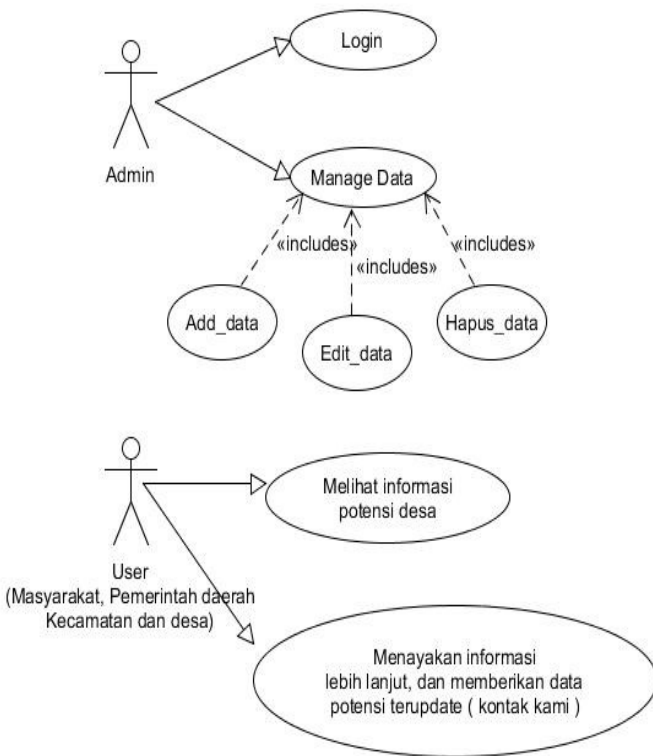 Login
Admin
Manage Data
«includes»
«includes»
«includes»
Add_data
Edit_data
Hapus_data
Melihat informasi
potensi desa
User
(Masyarakat, Pemerintah daerah
Kecamatan dan desa)
Menayakan informasi
lebih lanjut, dan memberikan data
potensi terupdate ( kontak kami )